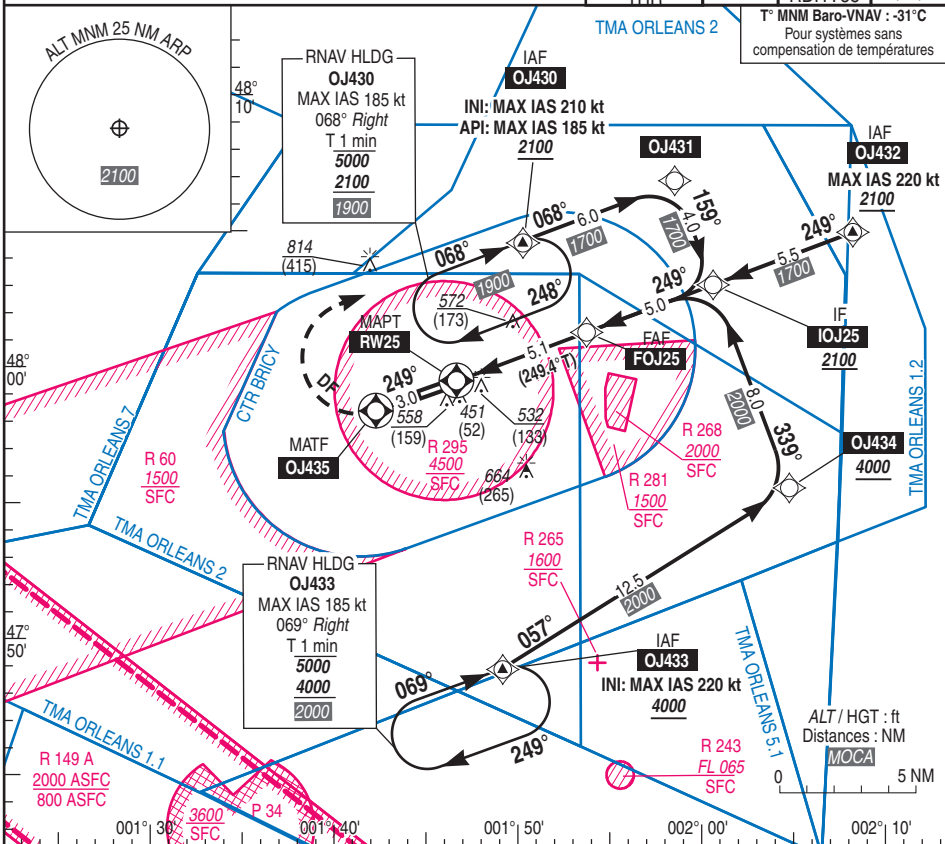 T° MNM Baro-VNAV : -31°C
Pour systèmes sans
compensation de températures
TMA ORLEANS 2
ALT MNM 25 NM ARP
2100
48°
10'
RNAV HLDG
OJ430
MAX IAS 185 kt
068° Right
T 1 min
5000
2100
1900
IAF
OJ430
INI: MAX IAS 210 kt
API: MAX IAS 185 kt
2100
OJ431
IAF
OJ432
MAX IAS 220 kt
2100
068°
6.0
1700
159°
4.0
1700
249°
5.5
1700
814
(415)
068°
1900
248°
249°
5.0
572
(173)
IF
IOJ25
2100
MAPT
RW25
FAF
FOJ25
5.1
(249.4° T)
48°
00'
CTR BRICY
DF
249°
3.0
558
(159)
451
(52)
532
(133)
8.0
2000
339°
TMA ORLEANS 1.2
MATF
OJ435
R 295
4500
SFC
664
(265)
R 268
2000
SFC
R 281
1500
SFC
OJ434
4000
TMA ORLEANS 7
R 60
1500
SFC
TMA ORLEANS 2
R 265
1600
SFC
RNAV HLDG
OJ433
MAX IAS 185 kt
069° Right
T 1 min
5000
4000
2000
12.5
2000
057°
47°
50'
IAF
OJ433
INI: MAX IAS 220 kt
4000
069°
249°
TMA ORLEANS 5.1
TMA ORLEANS 1.1
R 149 A
2000 ASFC
800 ASFC
3600
SFC
P 34
R 243
FL 065
SFC
ALT / HGT : ft
Distances : NM
MOCA
0
5 NM
001° 30'
001° 40'
001° 50'
002° 00'
002° 10'